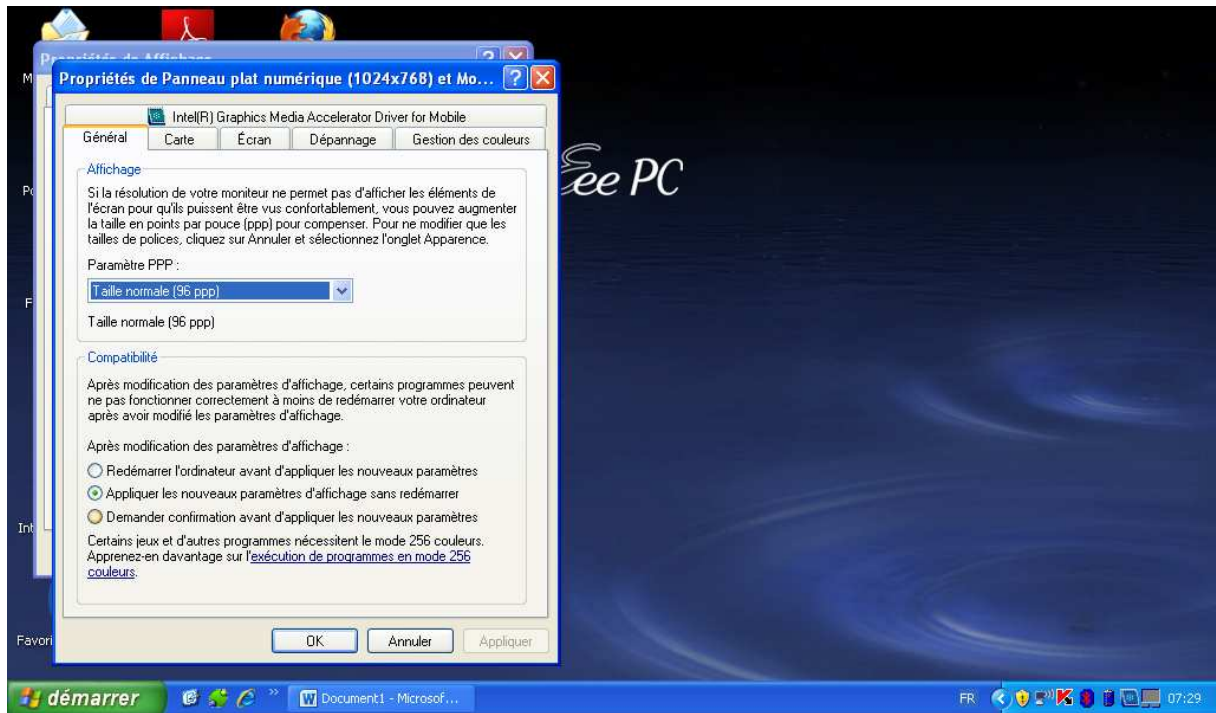 Propriétés de Affichage
Propriétés de Panneau plat numérique (1024x768) et Mo...
Intel(R) Graphics Media Accelerator Driver for Mobile
Général Carte Écran Dépannage Gestion des couleurs
Affichage
Si la résolution de votre moniteur ne permet pas d'afficher les éléments de
l'écran pour qu'ils puissent être vus confortablement, vous pouvez augmenter
la taille en points par pouce (ppp) pour compenser. Pour ne modifier que les
tailles de polices, cliquez sur Annuler et sélectionnez l'onglet Apparence.
Paramètre PPP :
Taille normale (96 ppp)
Taille normale (96 ppp)
Compatibilité
Après modification des paramètres d'affichage, certains programmes peuvent
ne pas fonctionner correctement à moins de redémarrer votre ordinateur
après avoir modifié les paramètres d'affichage.
Après modification des paramètres d'affichage :
Redémarrer l'ordinateur avant d'appliquer les nouveaux paramètres
Appliquer les nouveaux paramètres d'affichage sans redémarrer
Demander confirmation avant d'appliquer les nouveaux paramètres
Certains jeux et d'autres programmes nécessitent le mode 256 couleurs.
Apprenez-en davantage sur l'exécution de programmes en mode 256
couleurs.
OK Annuler Appliquer
Eee PC
Favori
démarrer
Document1 - Microsof...
FR
07:29